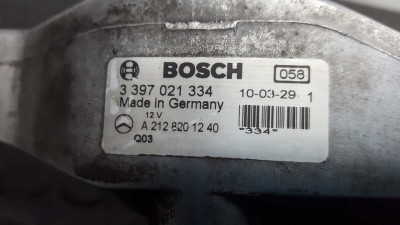 BOSCH 058
3 397 021 334 10-03-29 1
Made in Germany
12 V
A 212 820 12 40 "334"
Q03